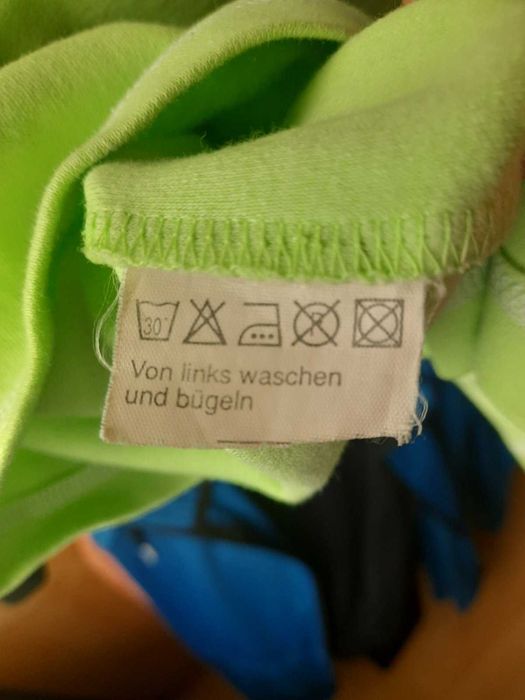 30°
P
Von links waschen
und bügeln